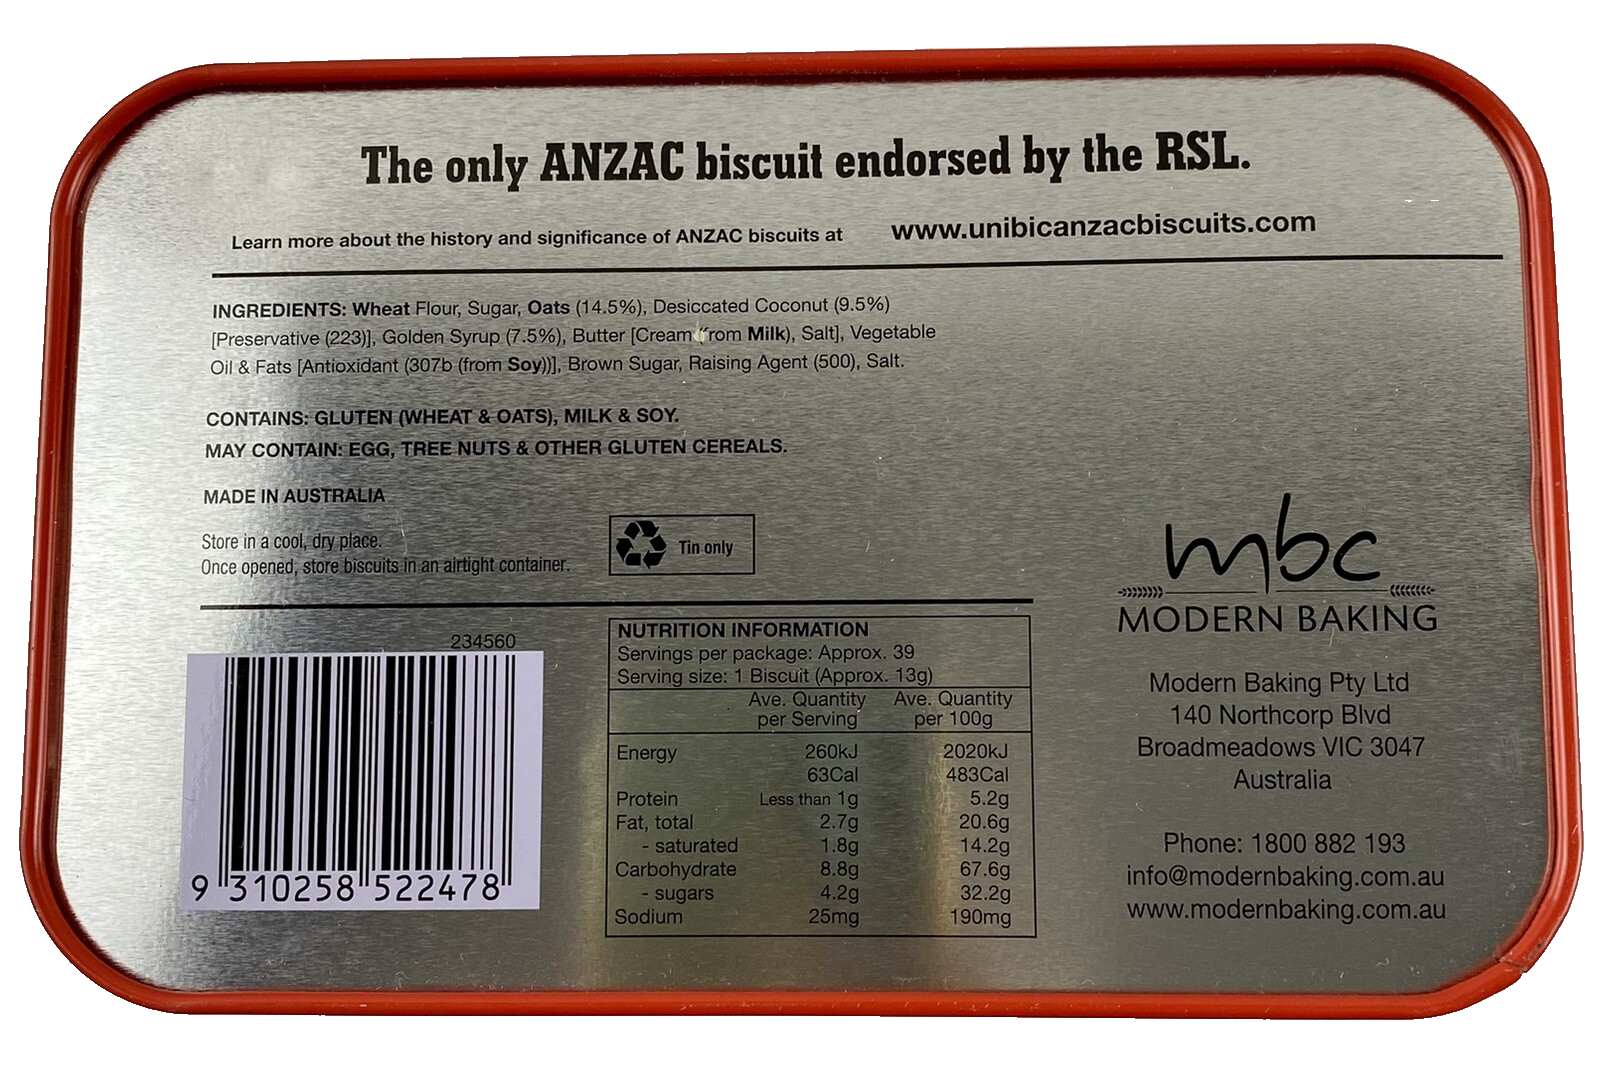 The only ANZAC biscuit endorsed by the RSL.
Learn more about the history and significance of ANZAC biscuits at www.unibicanzacbiscuits.com
INGREDIENTS: Wheat Flour, Sugar, Oats (14.5%), Desiccated Coconut (9.5%)
[Preservative (223)], Golden Syrup (7.5%), Butter [Cream (from Milk), Salt], Vegetable
Oil & Fats [Antioxidant (307b (from Soy))], Brown Sugar, Raising Agent (500), Salt.
CONTAINS: GLUTEN (WHEAT & OATS), MILK & SOY.
MAY CONTAIN: EGG, TREE NUTS & OTHER GLUTEN CEREALS.
MADE IN AUSTRALIA
Store in a cool, dry place.
Once opened, store biscuits in an airtight container.
Tin only
234560
9 310258 522478
NUTRITION INFORMATION
Servings per package: Approx. 39
Serving size: 1 Biscuit (Approx. 13g)
Ave. Quantity Ave. Quantity
per Serving per 100g
Energy 260kJ 2020kJ
63Cal 483Cal
Protein Less than 1g 5.2g
Fat, total 2.7g 20.6g
- saturated 1.8g 14.2g
Carbohydrate 8.8g 67.6g
- sugars 4.2g 32.2g
Sodium 25mg 190mg
mbc
MODERN BAKING
Modern Baking Pty Ltd
140 Northcorp Blvd
Broadmeadows VIC 3047
Australia
Phone: 1800 882 193
info@modernbaking.com.au
www.modernbaking.com.au